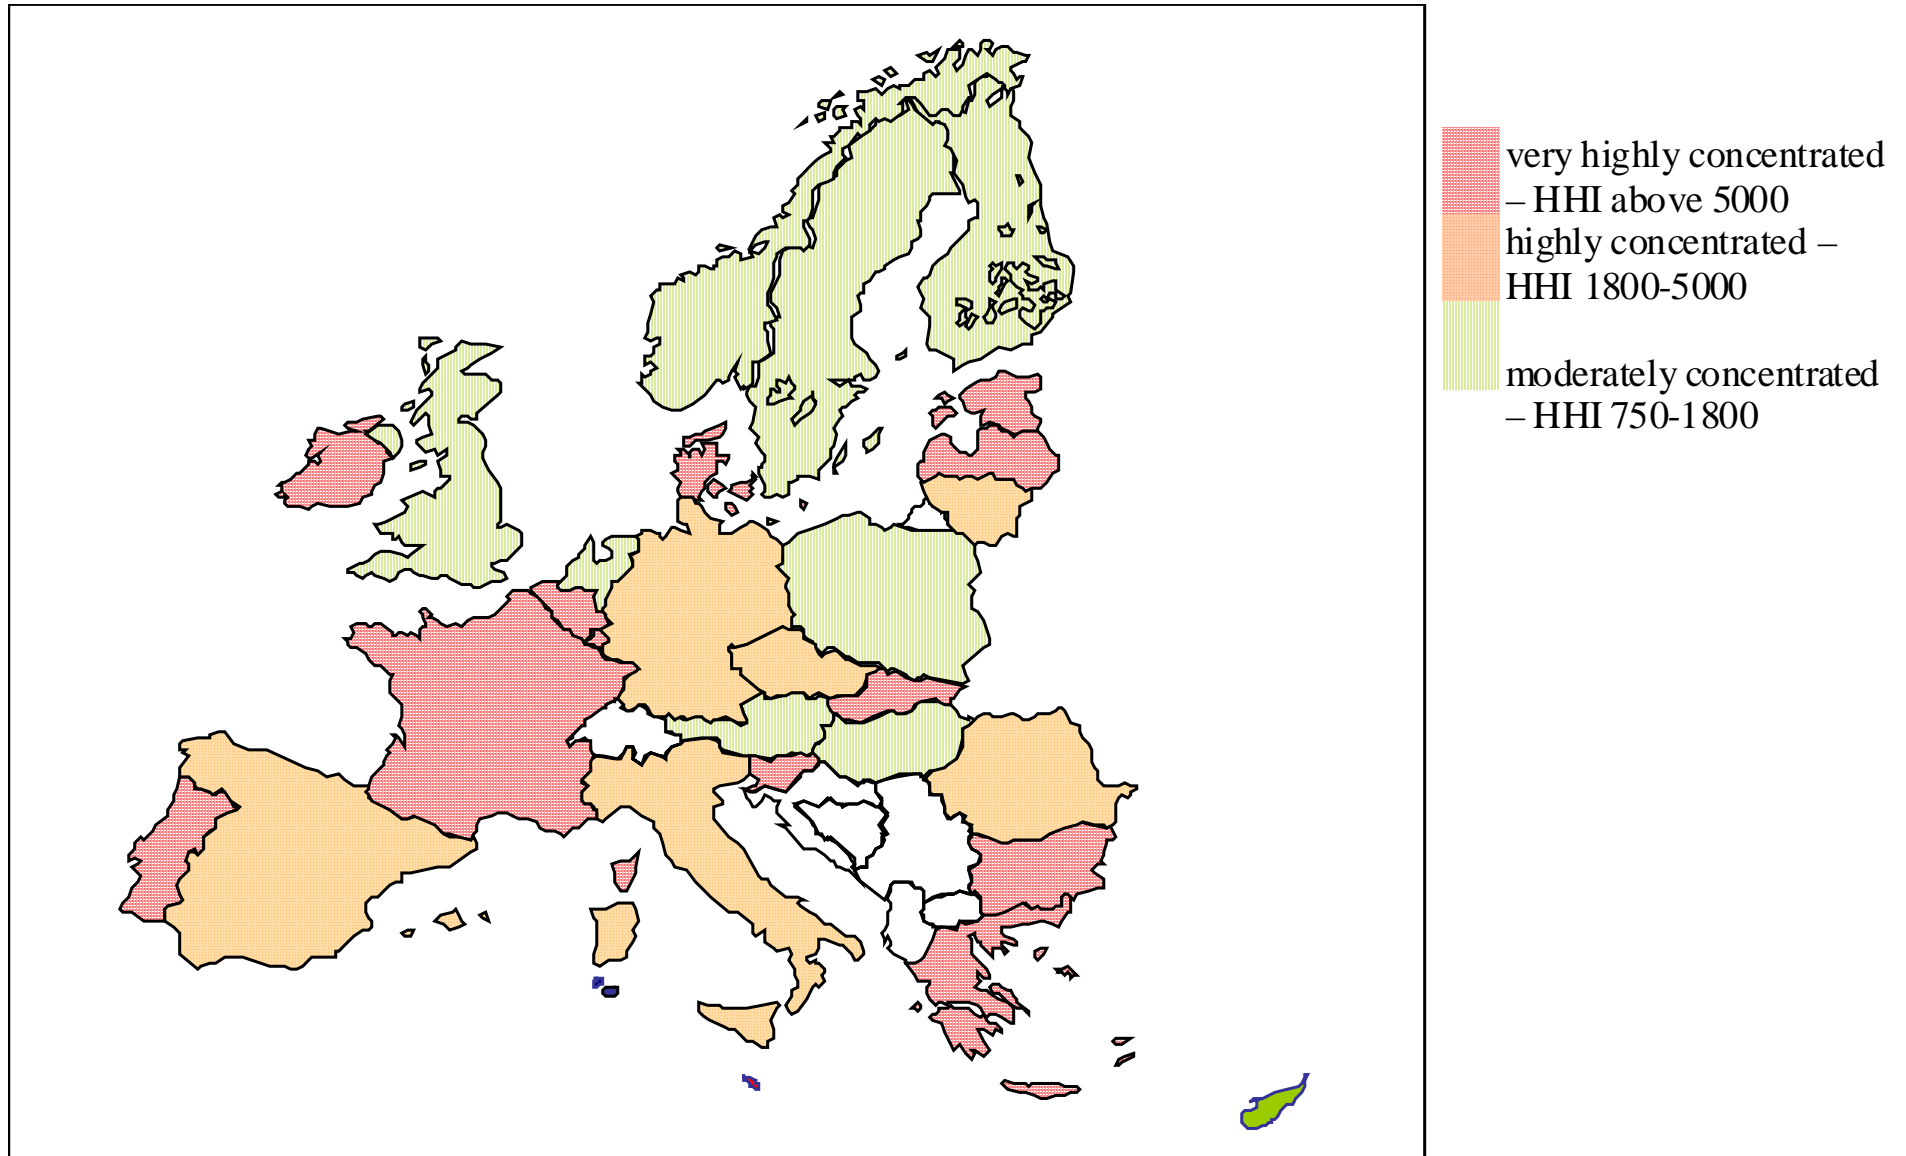 very highly concentrated
– HHI above 5000
highly concentrated –
HHI 1800-5000
moderately concentrated
– HHI 750-1800